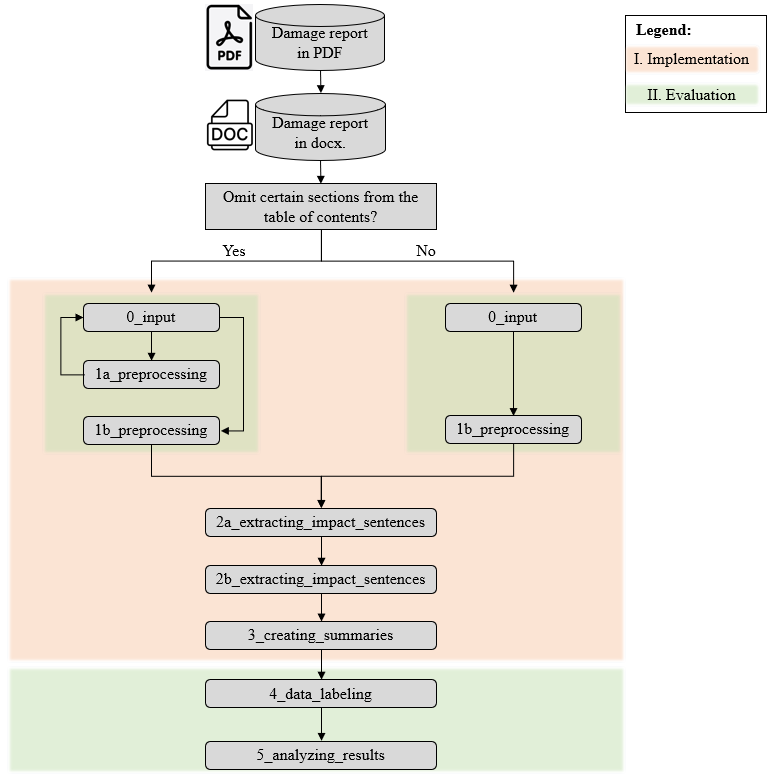 PDF
Damage report
in PDF
Legend:
I. Implementation
II. Evaluation
DOC
Damage report
in docx.
Omit certain sections from the
table of contents?
Yes
No
0_input
0_input
1a_preprocessing
1b_preprocessing
1b_preprocessing
2a_extracting_impact_sentences
2b_extracting_impact_sentences
3_creating_summaries
4_data_labeling
5_analyzing_results